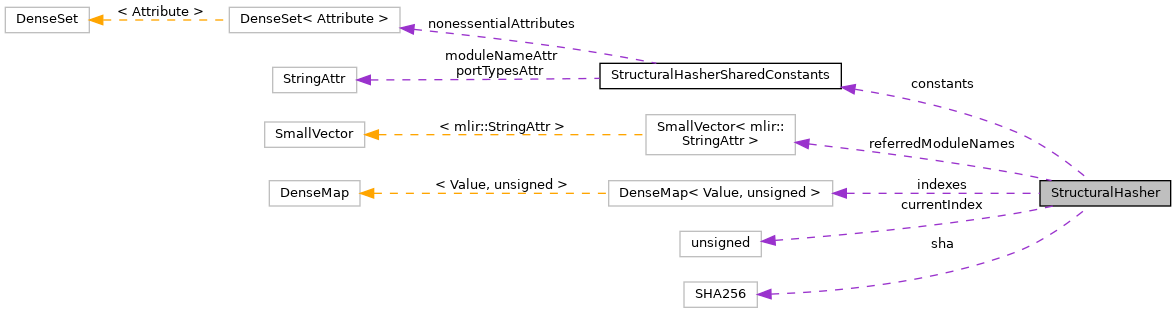 DenseSet
< Attribute >
DenseSet< Attribute >
nonessentialAttributes
StringAttr
moduleNameAttr
portTypesAttr
StructuralHasherSharedConstants
constants
SmallVector
< mlir::StringAttr >
SmallVector< mlir::
StringAttr >
referredModuleNames
DenseMap
< Value, unsigned >
DenseMap< Value, unsigned >
indexes
StructuralHasher
currentIndex
unsigned
sha
SHA256